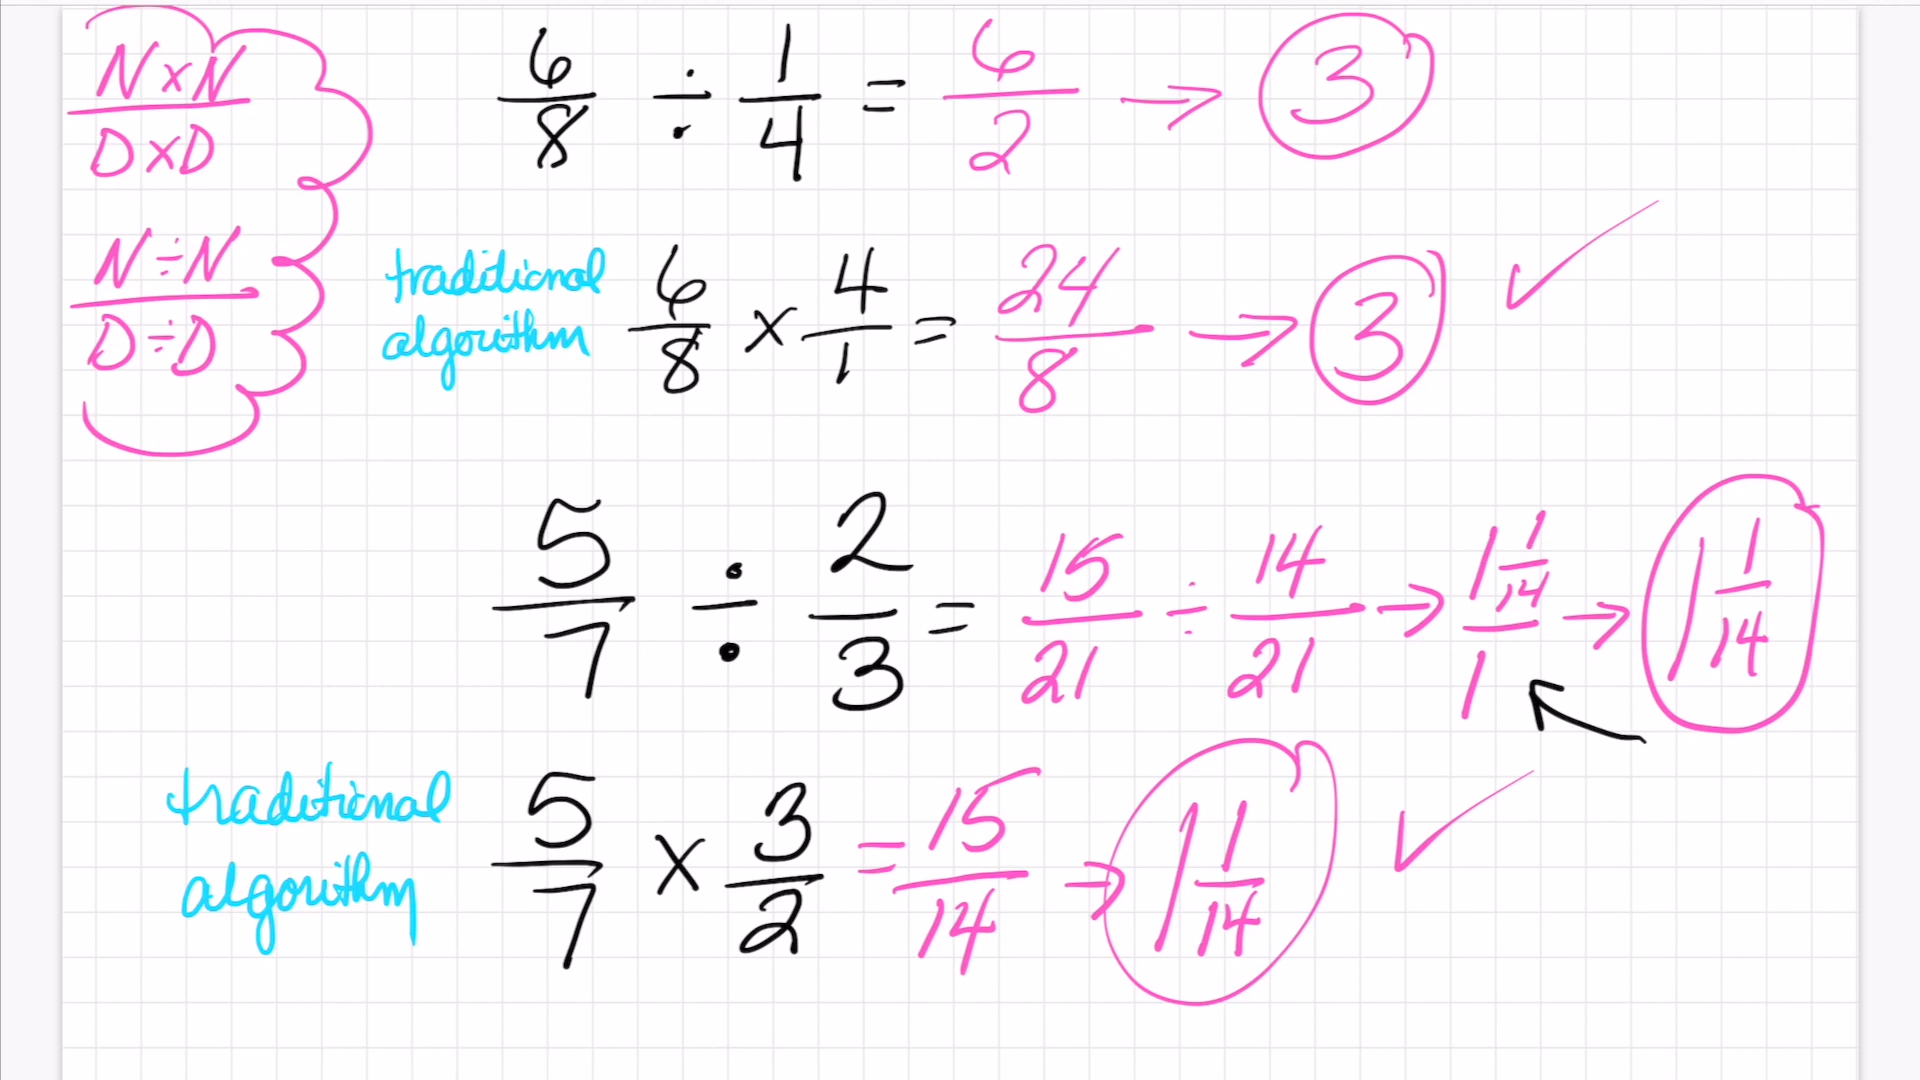 N x N
D x D
6/8 ÷ 1/4 = 6/2 → 3
N ÷ N
D ÷ D
traditional
algorithm
6/8 x 4/1 = 24/8 → 3 ✓
5/7 ÷ 2/3 = 15/21 ÷ 14/21 → 1 1/14 / 1 → 1 1/14
traditional
algorithm
5/7 x 3/2 = 15/14 → 1 1/14 ✓